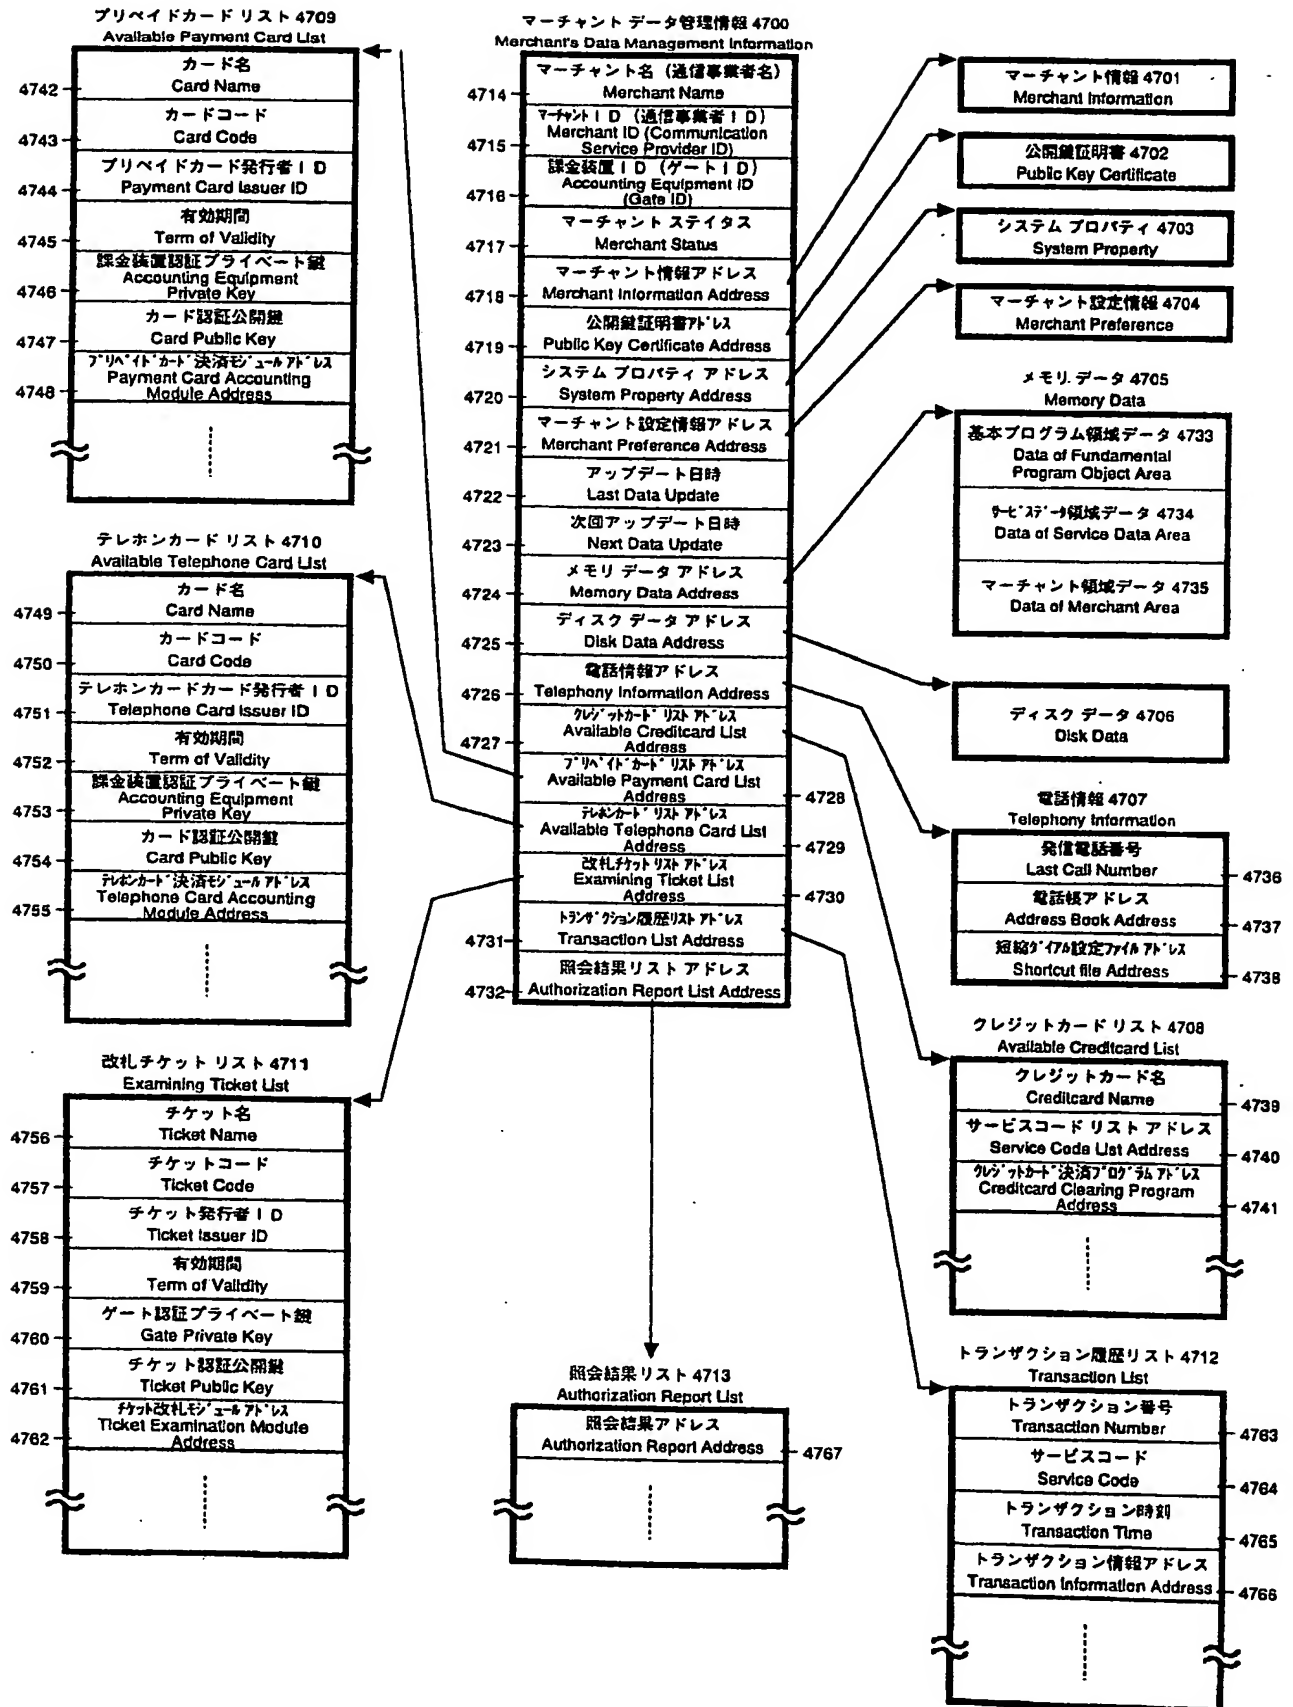 プリペイドカード リスト 4709
Available Payment Card List
カード名
Card Name
4742
カードコード
Card Code
4743
プリペイドカード発行者ID
Payment Card Issuer ID
4744
有効期間
Term of Validity
4745
課金装置認証プライベート鍵
Accounting Equipment
Private Key
4746
カード認証公開鍵
Card Public Key
4747
プリペイドカード決済モジュールアドレス
Payment Card Accounting
Module Address
4748
テレホンカード リスト 4710
Available Telephone Card List
カード名
Card Name
4749
カードコード
Card Code
4750
テレホンカードカード発行者ID
Telephone Card Issuer ID
4751
有効期間
Term of Validity
4752
課金装置認証プライベート鍵
Accounting Equipment
Private Key
4753
カード認証公開鍵
Card Public Key
4754
テレホンカード決済モジュールアドレス
Telephone Card Accounting
Module Address
4755
改札チケット リスト 4711
Examining Ticket List
チケット名
Ticket Name
4756
チケットコード
Ticket Code
4757
チケット発行者ID
Ticket Issuer ID
4758
有効期間
Term of Validity
4759
ゲート認証プライベート鍵
Gate Private Key
4760
チケット認証公開鍵
Ticket Public Key
4761
チケット改札モジュールアドレス
Ticket Examination Module
Address
4762
マーチャント データ管理情報 4700
Merchant's Data Management Information
マーチャント名(通信事業者名)
Merchant Name
4714
マーチャントID(通信事業者ID)
Merchant ID (Communication
Service Provider ID)
4715
課金装置ID(ゲートID)
Accounting Equipment ID
(Gate ID)
4716
マーチャント ステイタス
Merchant Status
4717
マーチャント情報アドレス
Merchant Information Address
4718
公開鍵証明書アドレス
Public Key Certificate Address
4719
システム プロパティ アドレス
System Property Address
4720
マーチャント設定情報アドレス
Merchant Preference Address
4721
アップデート日時
Last Data Update
4722
次回アップデート日時
Next Data Update
4723
メモリ データ アドレス
Memory Data Address
4724
ディスク データ アドレス
Disk Data Address
4725
電話情報アドレス
Telephony Information Address
4726
クレジットカード リスト アドレス
Available Creditcard List
Address
4727
プリペイドカード リスト アドレス
Available Payment Card List
Address
4728
テレホンカード リスト アドレス
Available Telephone Card List
Address
4729
改札チケット リスト アドレス
Examining Ticket List
Address
4730
トランザクション履歴リスト アドレス
Transaction List Address
4731
照会結果リスト アドレス
Authorization Report List Address
4732
照会結果リスト 4713
Authorization Report List
照会結果アドレス
Authorization Report Address
4767
マーチャント情報 4701
Merchant Information
公開鍵証明書 4702
Public Key Certificate
システム プロパティ 4703
System Property
マーチャント設定情報 4704
Merchant Preference
メモリ データ 4705
Memory Data
基本プログラム領域データ 4733
Data of Fundamental
Program Object Area
サービスデータ領域データ 4734
Data of Service Data Area
マーチャント領域データ 4735
Data of Merchant Area
ディスク データ 4706
Disk Data
電話情報 4707
Telephony Information
発信電話番号
Last Call Number
4736
電話帳アドレス
Address Book Address
4737
短縮ダイアル設定ファイル アドレス
Shortcut file Address
4738
クレジットカード リスト 4708
Available Creditcard List
クレジットカード名
Creditcard Name
4739
サービスコード リスト アドレス
Service Code List Address
4740
クレジットカード決済プログラム アドレス
Creditcard Clearing Program
Address
4741
トランザクション履歴リスト 4712
Transaction List
トランザクション番号
Transaction Number
4763
サービスコード
Service Code
4764
トランザクション時刻
Transaction Time
4765
トランザクション情報アドレス
Transaction Information Address
4766